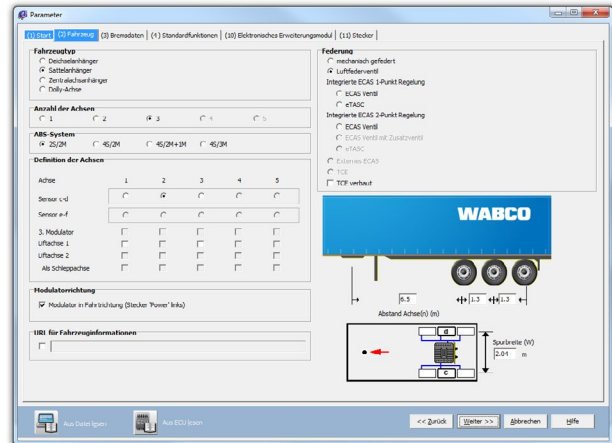 Parameter
(1) Start (2) Fahrzeug (3) Bremsdaten (4) Standardfunktionen (10) Elektronisches Erweiterungsmodul (11) Stecker
Fahrzeugtyp
Deichselanhänger
Sattelanhänger
Zentralachsanhänger
Dolly-Achse
Anzahl der Achsen
1 2 3 4 5
ABS-System
2S/2M 4S/2M 4S/2M+1M 4S/3M
Definition der Achsen
Achse 1 2 3 4 5
Sensor c-d
Sensor e-f
3. Modulator
Liftachse 1
Liftachse 2
Als Schleppachse
Modulatorrichtung
Modulator in Fahrtrichtung (Stecker 'Power' links)
URL für Fahrzeuginformationen
Federung
mechanisch gefedert
Luftfederventil
Integrierte ECAS 1-Punkt Regelung
ECAS Ventil
eTASC
Integrierte ECAS 2-Punkt Regelung
ECAS Ventil
ECAS Ventil mit Zusatzventil
eTASC
Externes ECAS
TCE
TCE verbaut
WABCO
6.5 1.3 1.3
Abstand Achse(n) (m)
d
c
Spurbreite (W)
2.04 m
Aus Datei lesen
Aus ECU lesen
<< Zurück
Weiter >>
Abbrechen
Hilfe